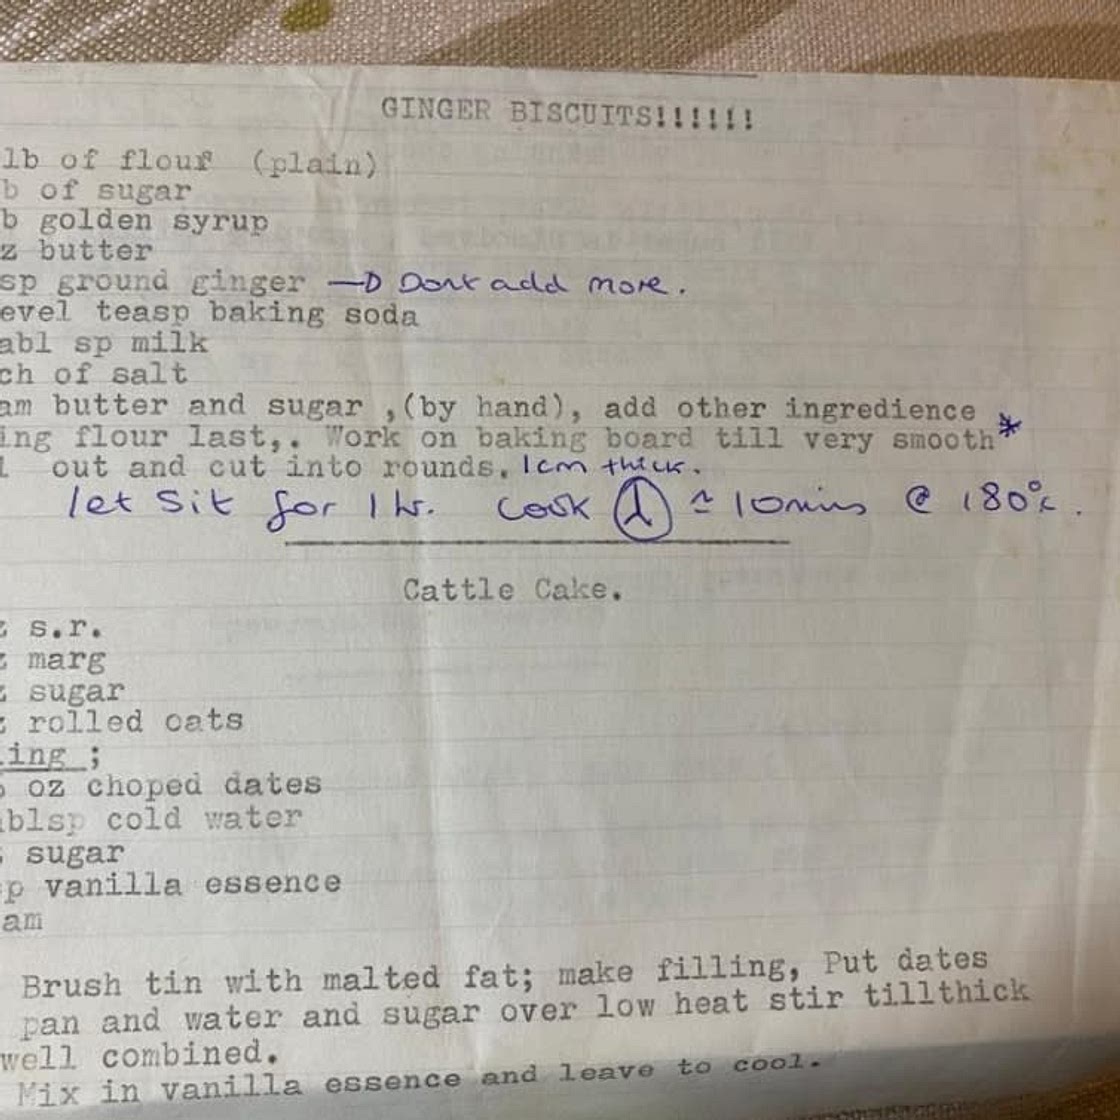 GINGER BISCUITS!!!!!!
lb of flour (plain)
b of sugar
b golden syrup
z butter
sp ground ginger → Dont add more.
evel teasp baking soda
abl sp milk
ch of salt
am butter and sugar ,(by hand), add other ingredience
ing flour last,. Work on baking board till very smooth *
l out and cut into rounds. 1cm thick.
let sit for 1 hr. Cook ≃ 10mins @ 180°c.
Cattle Cake.
z s.r.
z marg
z sugar
z rolled oats
ing ;
oz choped dates
blsp cold water
sugar
p vanilla essence
am
Brush tin with malted fat; make filling, Put dates
pan and water and sugar over low heat stir tillthick
well combined.
Mix in vanilla essence and leave to cool.